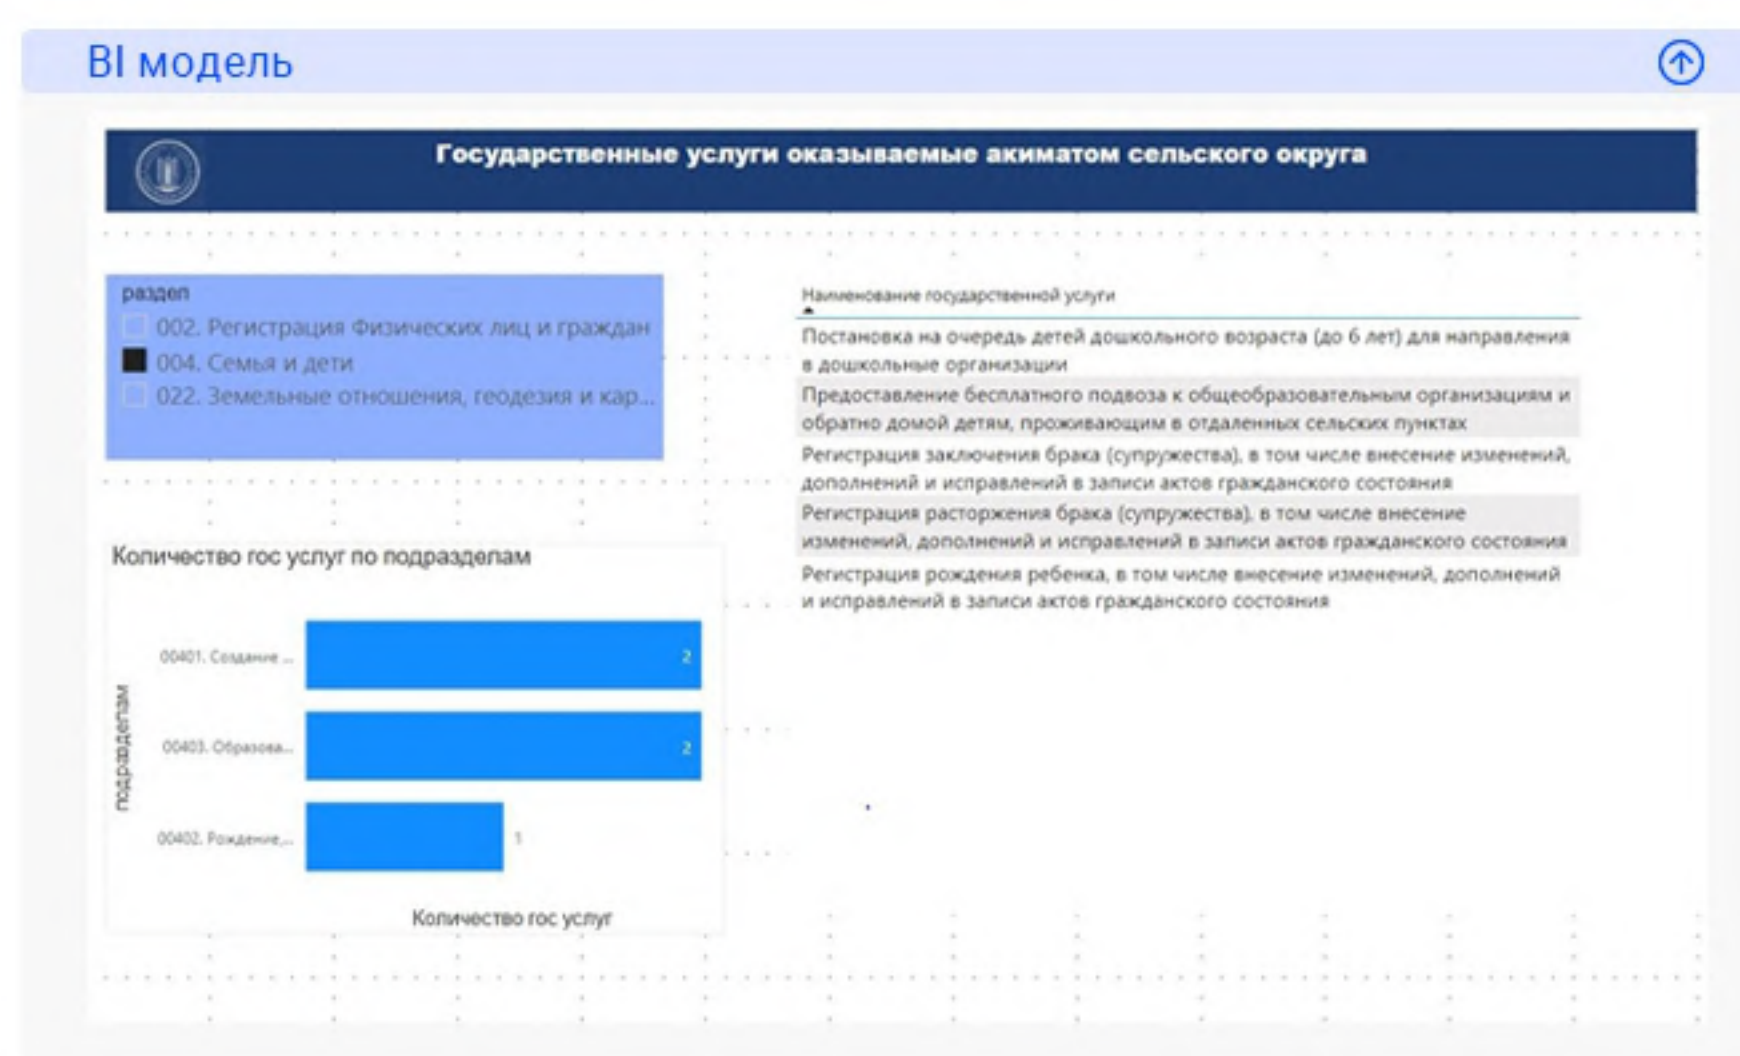 BI модель
Государственные услуги оказываемые акиматом сельского округа
раздел
002. Регистрация Физических лиц и граждан
004. Семья и дети
022. Земельные отношения, геодезия и кар...
Наименование государственной услуги
Постановка на очередь детей дошкольного возраста (до 6 лет) для направления
в дошкольные организации
Предоставление бесплатного подвоза к общеобразовательным организациям и
обратно домой детям, проживающим в отдаленных сельских пунктах
Регистрация заключения брака (супружества), в том числе внесение изменений,
дополнений и исправлений в записи актов гражданского состояния
Регистрация расторжения брака (супружества), в том числе внесение
изменений, дополнений и исправлений в записи актов гражданского состояния
Регистрация рождения ребенка, в том числе внесение изменений, дополнений
и исправлений в записи актов гражданского состояния
Количество гос услуг по подразделам
подразделам
00401. Создание ...
2
00403. Образова...
2
00402. Рождение,...
1
Количество гос услуг